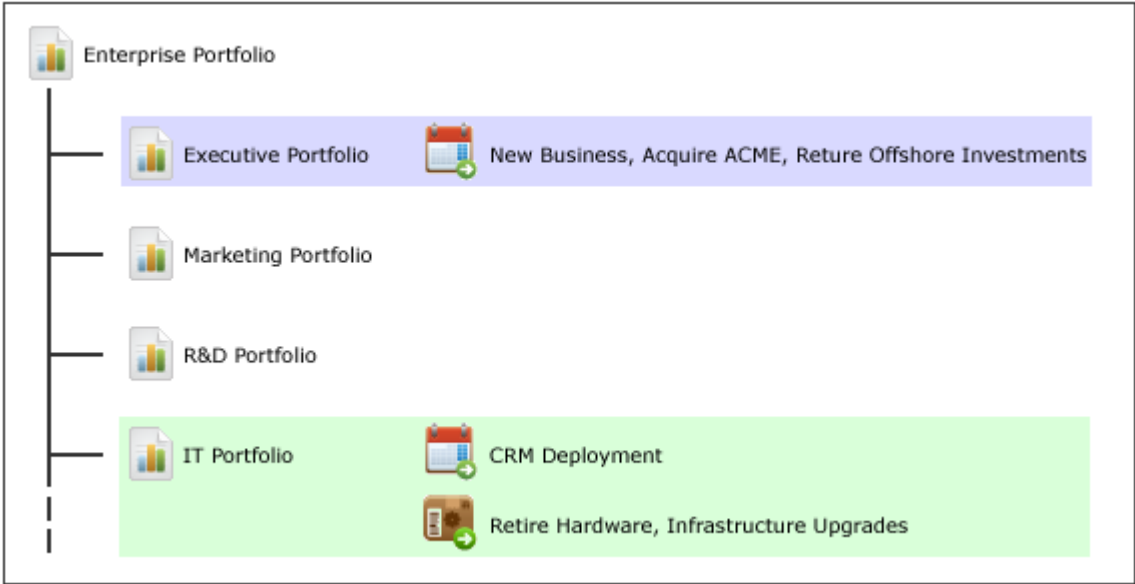 Enterprise Portfolio
Executive Portfolio New Business, Acquire ACME, Reture Offshore Investments
Marketing Portfolio
R&D Portfolio
IT Portfolio CRM Deployment
Retire Hardware, Infrastructure Upgrades